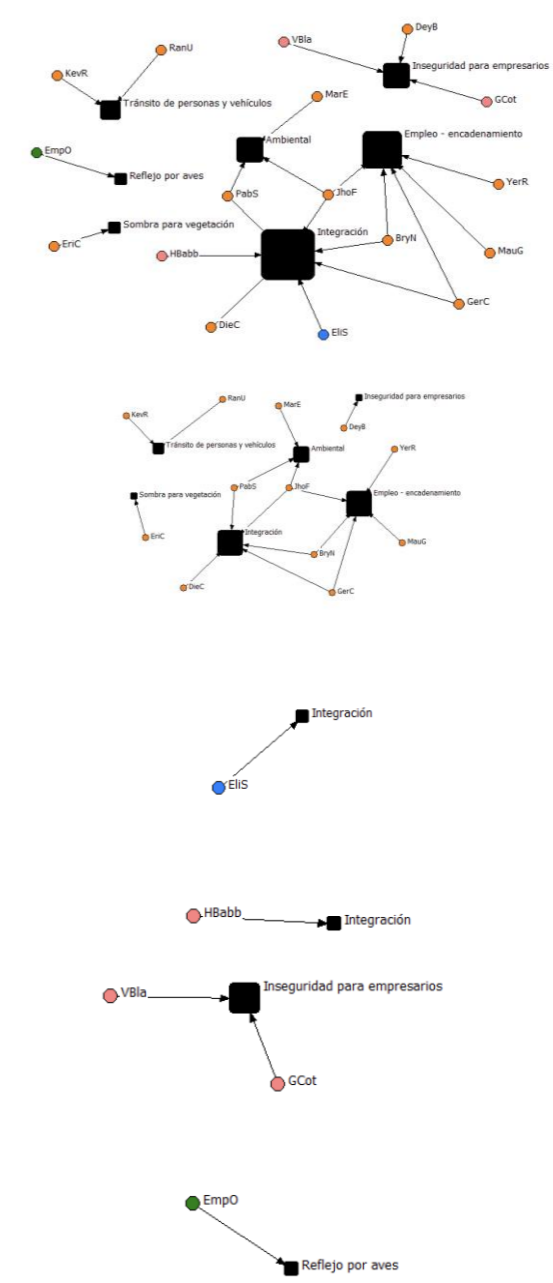 DeyB
VBla
RanU
Inseguridad para empresarios
KevR
MarE
GCot
Tránsito de personas y vehículos
Empleo - encadenamiento
Ambiental
EmpO
Reflejo por aves
YerR
PabS
JhoF
Sombra para vegetación
Integración
BryN
EriC
HBabb
MauG
GerC
DieC
EliS
Inseguridad para empresarios
RanU
MarE
KevR
DeyB
Tránsito de personas y vehículos
Ambiental
YerR
PabS
JhoF
Empleo - encadenamiento
Sombra para vegetación
Integración
EriC
MauG
BryN
DieC
GerC
Integración
EliS
HBabb
Integración
Inseguridad para empresarios
VBla
GCot
EmpO
Reflejo por aves